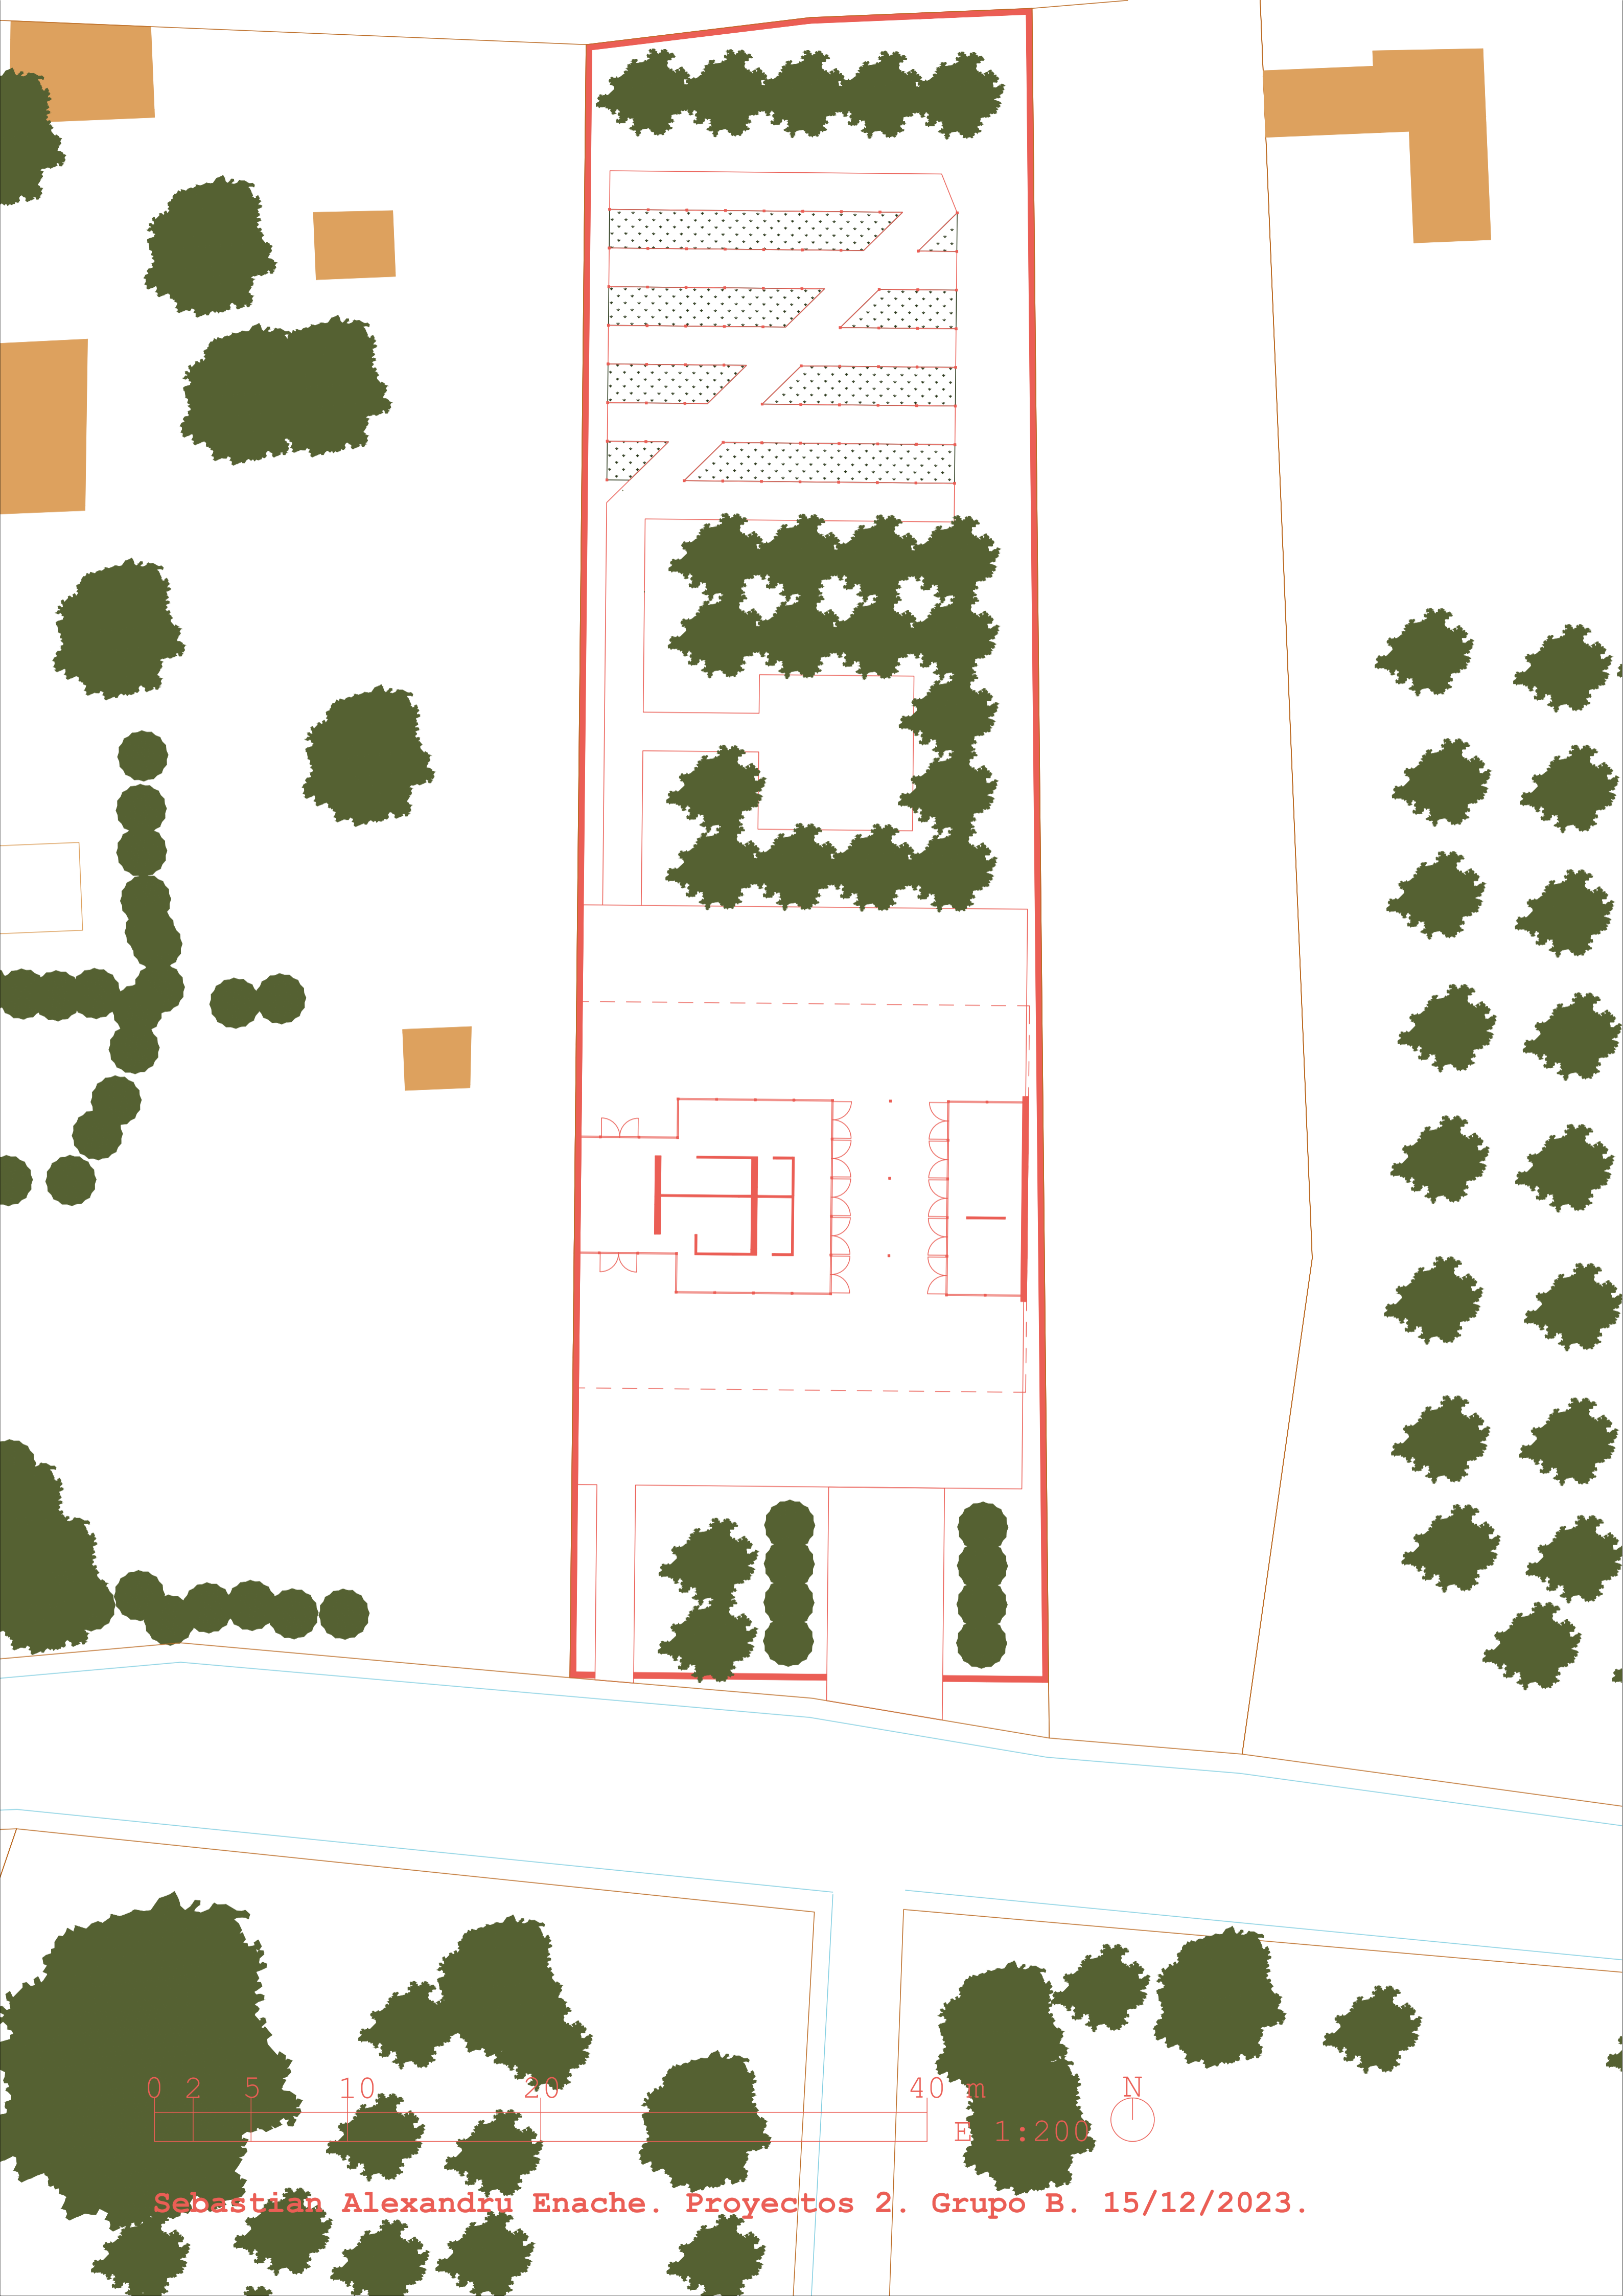 0 2 5 10 20 40 m N
E 1:200
Sebastian Alexandru Enache. Proyectos 2. Grupo B. 15/12/2023.